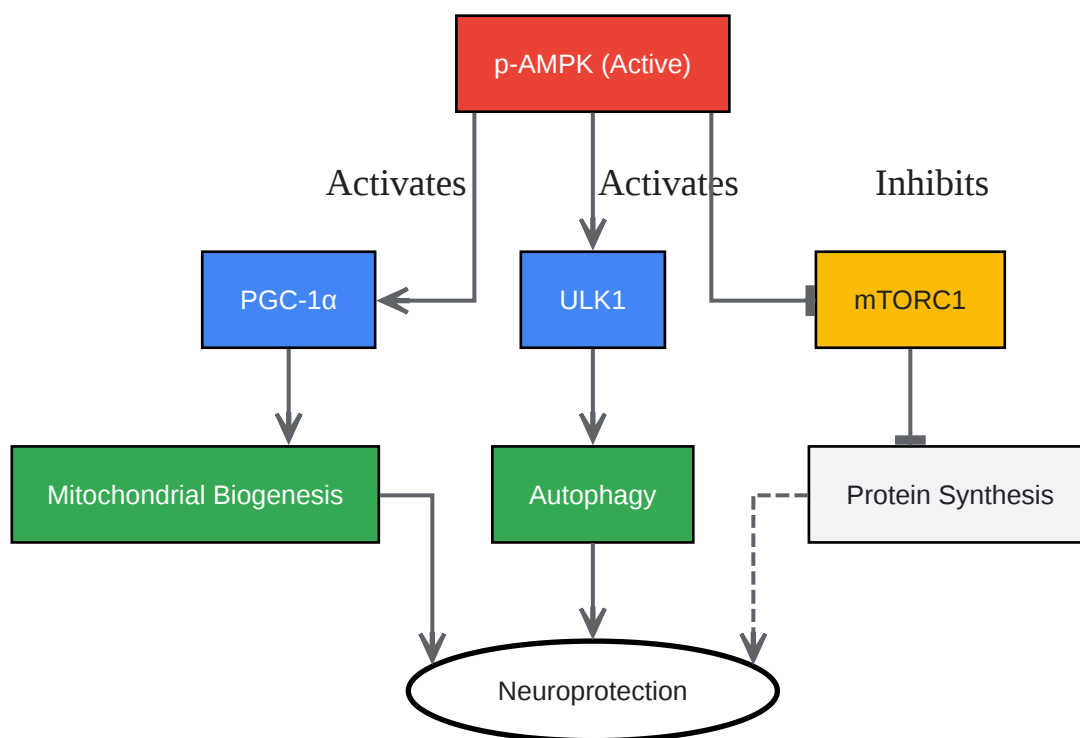 p-AMPK (Active)
Activates
Activates
Inhibits
PGC-1α
ULK1
mTORC1
Mitochondrial Biogenesis
Autophagy
Protein Synthesis
Neuroprotection